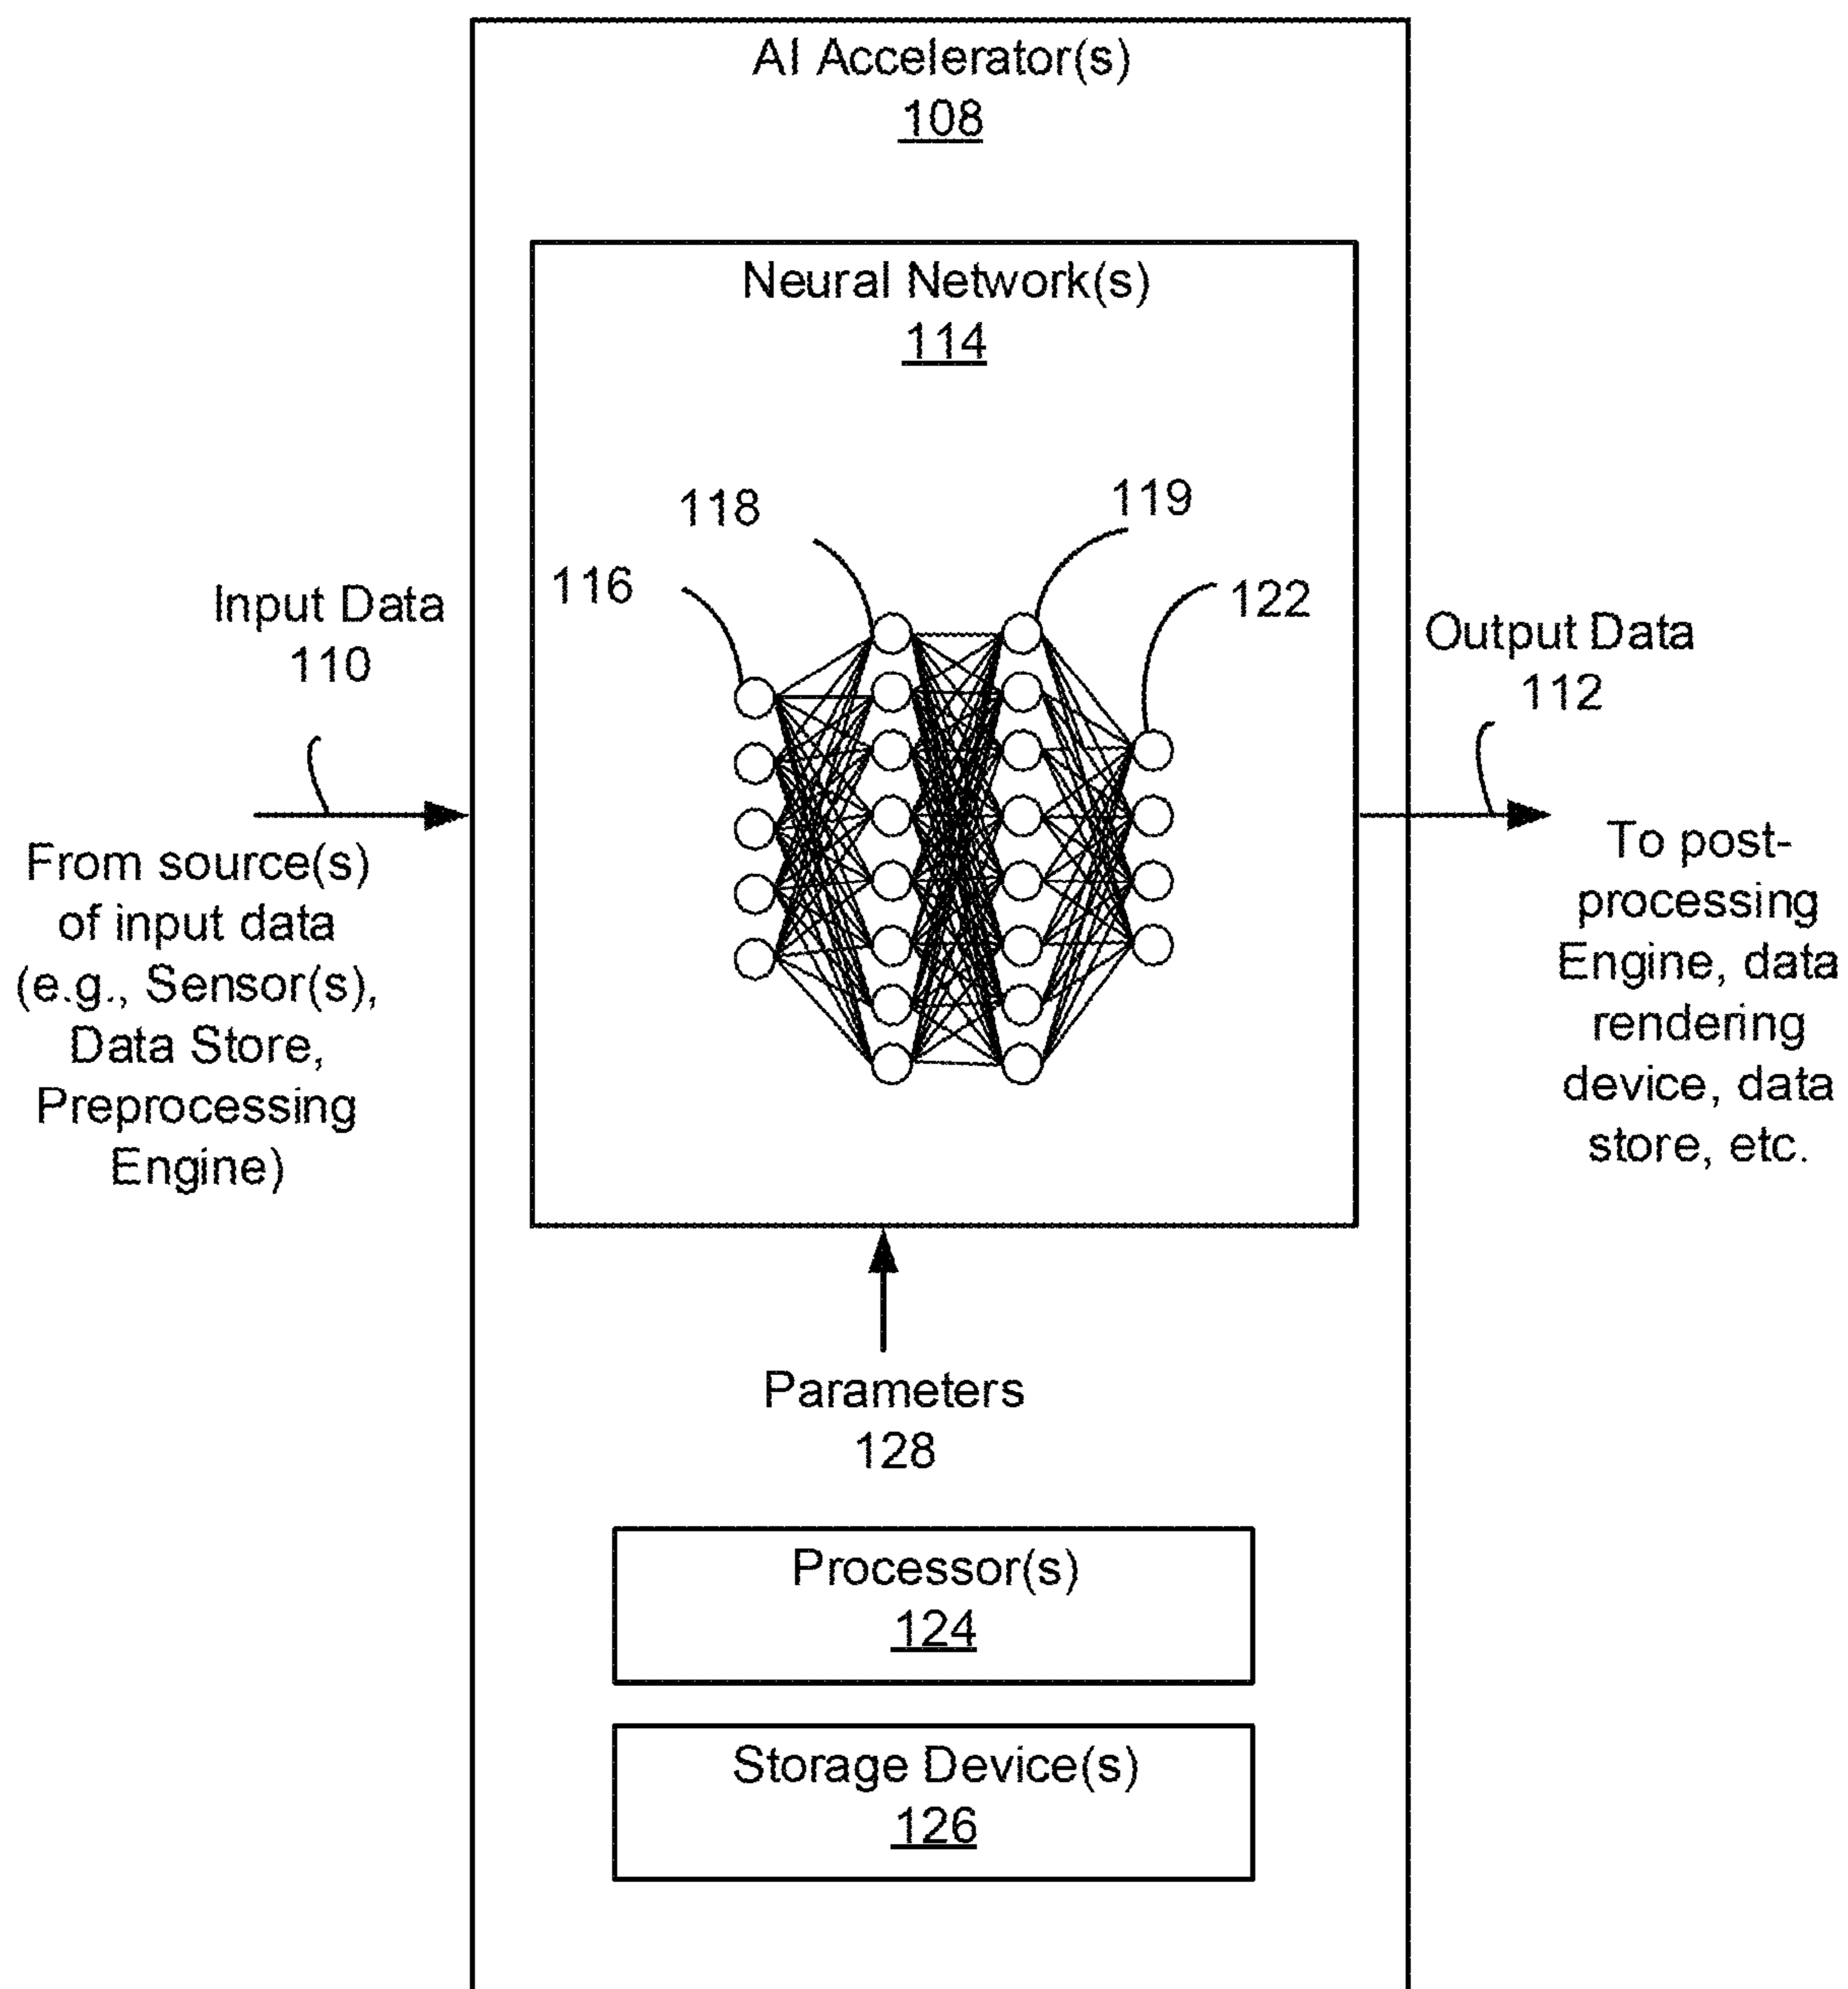 AI Accelerator(s)
108
Neural Network(s)
114
118
119
116
122
Input Data
110
From source(s)
of input data
(e.g., Sensor(s),
Data Store,
Preprocessing
Engine)
Output Data
112
To post-
processing
Engine, data
rendering
device, data
store, etc.
Parameters
128
Processor(s)
124
Storage Device(s)
126